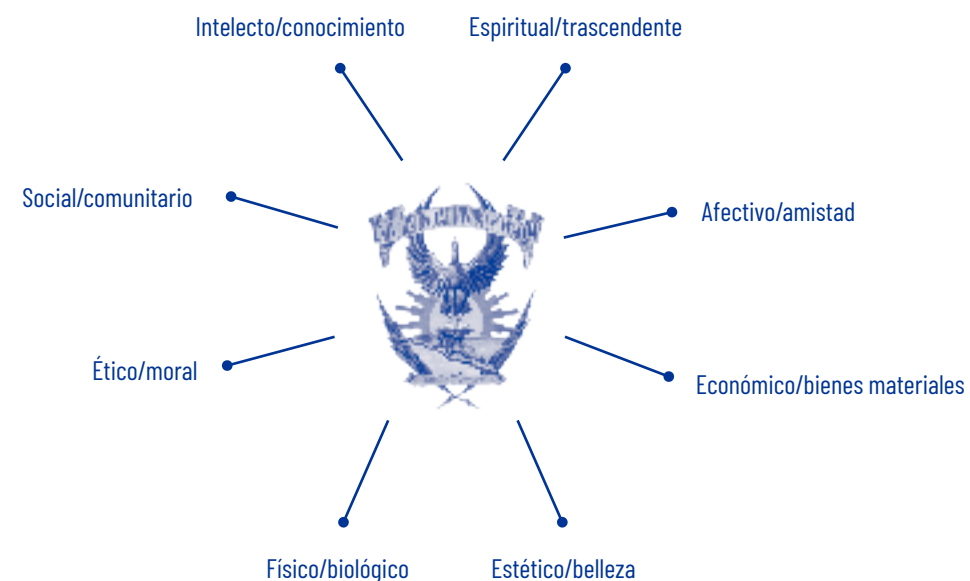 Intelecto/conocimiento
Espiritual/trascendente
Social/comunitario
Afectivo/amistad
Ético/moral
Económico/bienes materiales
Físico/biológico
Estético/belleza